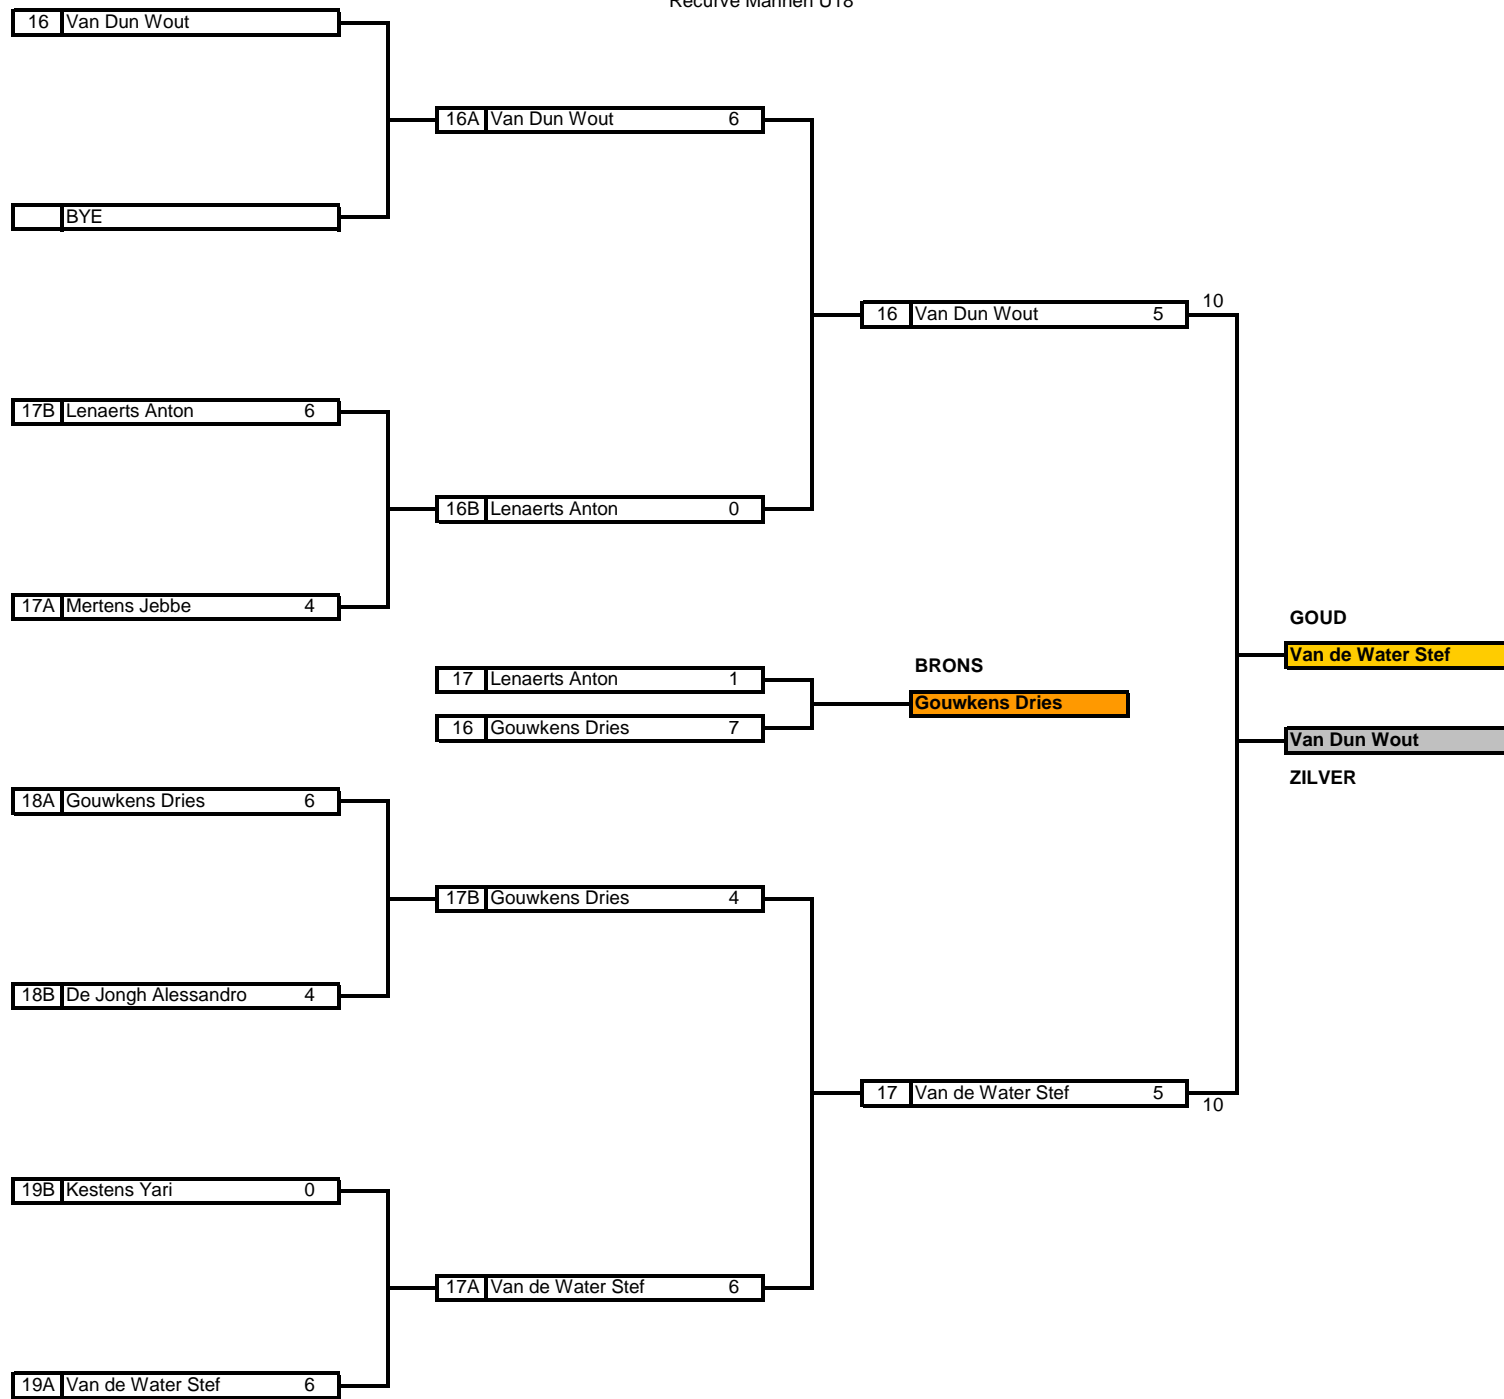 Recurve Mannen U18
16 Van Dun Wout
16A Van Dun Wout 6
BYE
10
16 Van Dun Wout 5
17B Lenaerts Anton 6
16B Lenaerts Anton 0
17A Mertens Jebbe 4
GOUD
Van de Water Stef
BRONS
17 Lenaerts Anton 1
Gouwkens Dries
16 Gouwkens Dries 7
Van Dun Wout
ZILVER
18A Gouwkens Dries 6
17B Gouwkens Dries 4
18B De Jongh Alessandro 4
17 Van de Water Stef 5
10
19B Kestens Yari 0
17A Van de Water Stef 6
19A Van de Water Stef 6